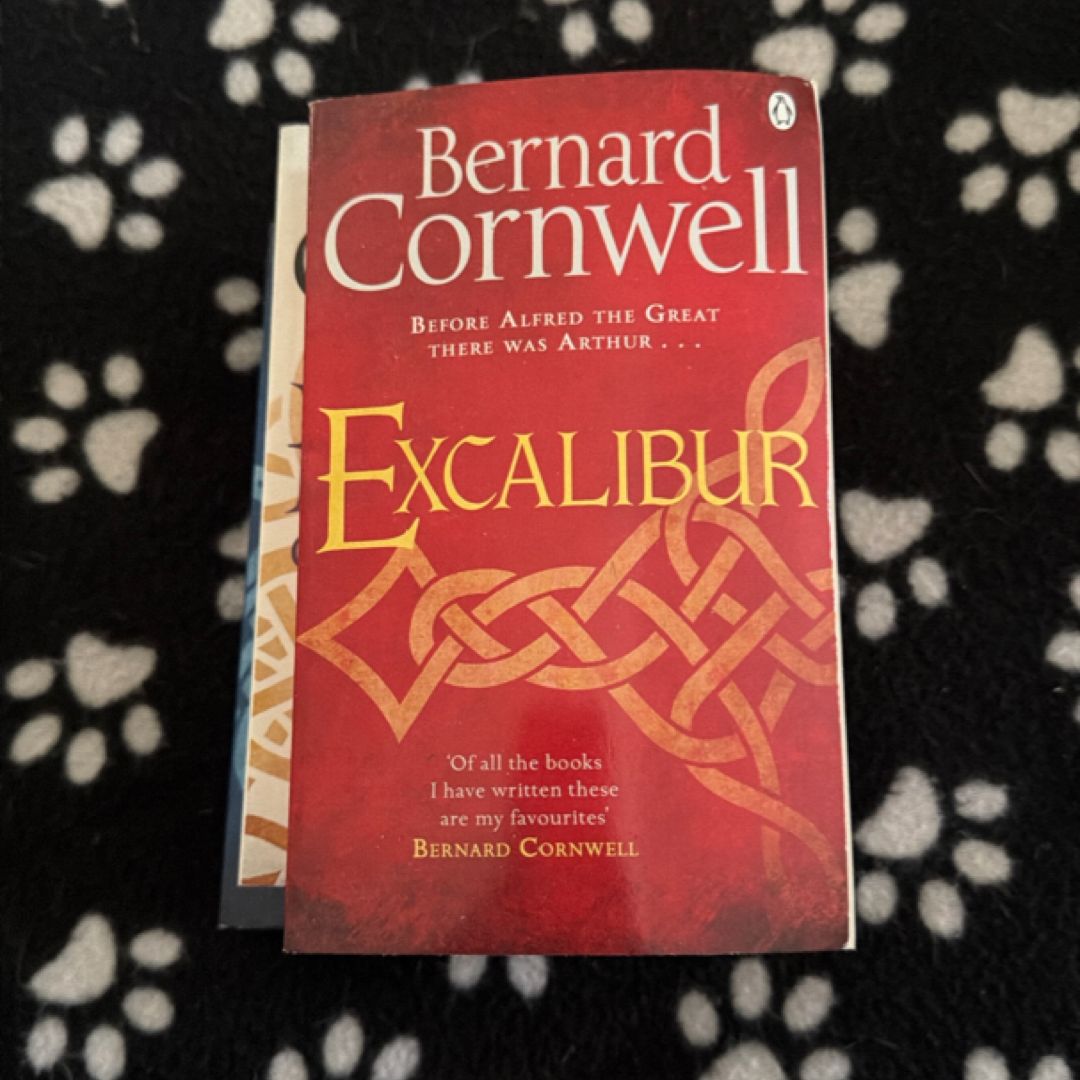 Bernard
Cornwell
BEFORE ALFRED THE GREAT
THERE WAS ARTHUR . . .
EXCALIBUR
‘Of all the books
I have written these
are my favourites’
BERNARD CORNWELL